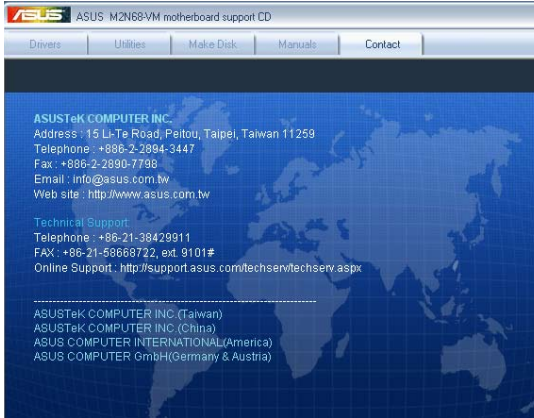 ASUS ASUS M2N68-VM motherboard support CD
Drivers Utilities Make Disk Manuals Contact
ASUSTeK COMPUTER INC.
Address : 15 Li-Te Road, Peitou, Taipei, Taiwan 11259
Telephone : +886-2-2894-3447
Fax : +886-2-2890-7798
Email : info@asus.com.tw
Web site : http://www.asus.com.tw
Technical Support:
Telephone : +86-21-38429911
FAX : +86-21-58668722, ext. 9101#
Online Support : http://support.asus.com/techserv/techserv.aspx
ASUSTeK COMPUTER INC.(Taiwan)
ASUSTeK COMPUTER INC.(China)
ASUS COMPUTER INTERNATIONAL(America)
ASUS COMPUTER GmbH(Germany & Austria)